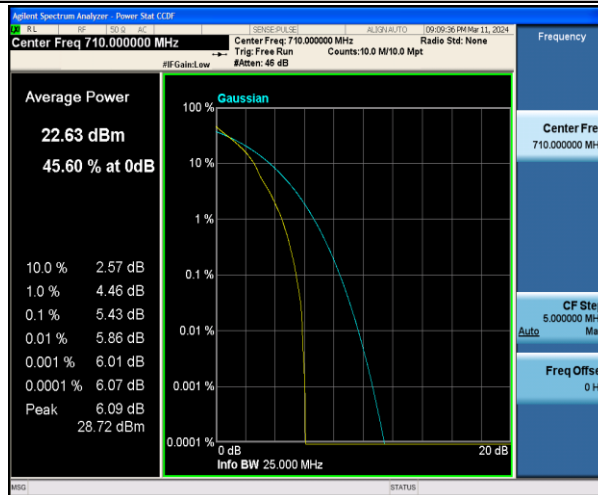 Agilent Spectrum Analyzer - Power Stat CCDF
RL RF 50 Ω AC SENSE:PULSE ALIGN AUTO 09:09:36 PM Mar 11, 2024
Center Freq 710.000000 MHz
Center Freq: 710.000000 MHz Radio Std: None
Trig: Free Run Counts:10.0 M/10.0 Mpt
#IFGain:Low #Atten: 46 dB
Frequency
Average Power
22.63 dBm
45.60 % at 0dB
10.0 % 2.57 dB
1.0 % 4.46 dB
0.1 % 5.43 dB
0.01 % 5.86 dB
0.001 % 6.01 dB
0.0001 % 6.07 dB
Peak 6.09 dB
28.72 dBm
Gaussian
100 %
10 %
1 %
0.1 %
0.01 %
0.001 %
0.0001 %
0 dB 20 dB
Info BW 25.000 MHz
Center Fre
710.000000 MH
CF Ste
5.000000 MH
Auto Ma
Freq Offse
0 H
MSG STATUS